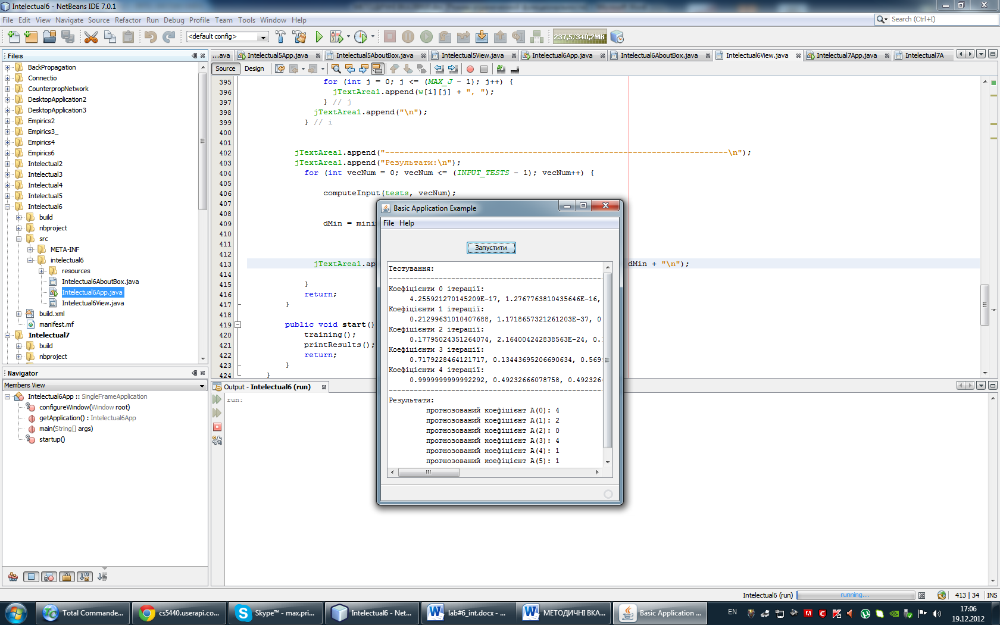 Intelectual6 - NetBeans IDE 7.0.1
File Edit View Navigate Source Refactor Run Debug Profile Team Tools Window Help
Search (Ctrl+I)
<default config>
237,5/340,2MB
Files
BackPropagation
Connectio
CounterpropNetwork
DesktopApplication2
DesktopApplication3
Empirics2
Empirics3_
Empirics4
Empirics6
Intelectual2
Intelectual3
Intelectual4
Intelectual5
Intelectual6
build
nbproject
src
META-INF
intelectual6
resources
Intelectual6AboutBox.java
Intelectual6App.java
Intelectual6View.java
build.xml
manifest.mf
Intelectual7
build
nbproject
Navigator
Members View
Intelectual6App :: SingleFrameApplication
configureWindow(Window root)
getApplication() : Intelectual6App
main(String[] args)
startup()
...ava Intelectual5App.java Intelectual5AboutBox.java Intelectual5View.java Intelectual6App.java Intelectual6AboutBox.java Intelectual6View.java Intelectual7App.java Intelectual7A
Source Design
395 for (int j = 0; j <= (MAX_J - 1); j++) {
396 jTextArea1.append(w[i][j] + ", ");
397 } // j
398 jTextArea1.append("\n");
399 } // i
400
401
402 jTextArea1.append("------------------------------------------------------------------------\n");
403 jTextArea1.append("Результати:\n");
404 for (int vecNum = 0; vecNum <= (INPUT_TESTS - 1); vecNum++) {
405
406 computeInput(tests, vecNum);
407
408
409 dMin = mini
410
411
412
413 jTextArea1.ap dMin + "\n");
414
415 }
416 return;
417 }
418
419 public void start()
420 training();
421 printResults();
422 return;
423 }
424 }
Basic Application Example
File Help
Запустити
Тестування:
---------------------------------------------------
Коефіцієнти 0 ітерації:
4.255921270145209E-17, 1.2767763810435646E-16,
Коефіцієнти 1 ітерації:
0.21299631010407688, 1.1718657321261203E-37, 0
Коефіцієнти 2 ітерації:
0.17795024351264074, 2.164004242838563E-24, 0.1
Коефіцієнти 3 ітерації:
0.7179228464121717, 0.13443695206690634, 0.569
Коефіцієнти 4 ітерації:
0.9999999999992292, 0.49232666078758, 0.492326
---------------------------------------------------
Результати:
прогнозований коефіцієнт A(0): 4
прогнозований коефіцієнт A(1): 2
прогнозований коефіцієнт A(2): 0
прогнозований коефіцієнт A(3): 4
прогнозований коефіцієнт A(4): 1
прогнозований коефіцієнт A(5): 1
Output - Intelectual6 (run)
run:
Intelectual6 (run) running... 413 | 34 INS
Total Commande... cs5440.userapi.co... Skype™ - max.pri... Intelectual6 - Net... lab#6_int.docx - ... МЕТОДИЧНІ ВКА... Basic Application ... EN 17:06
19.12.2012